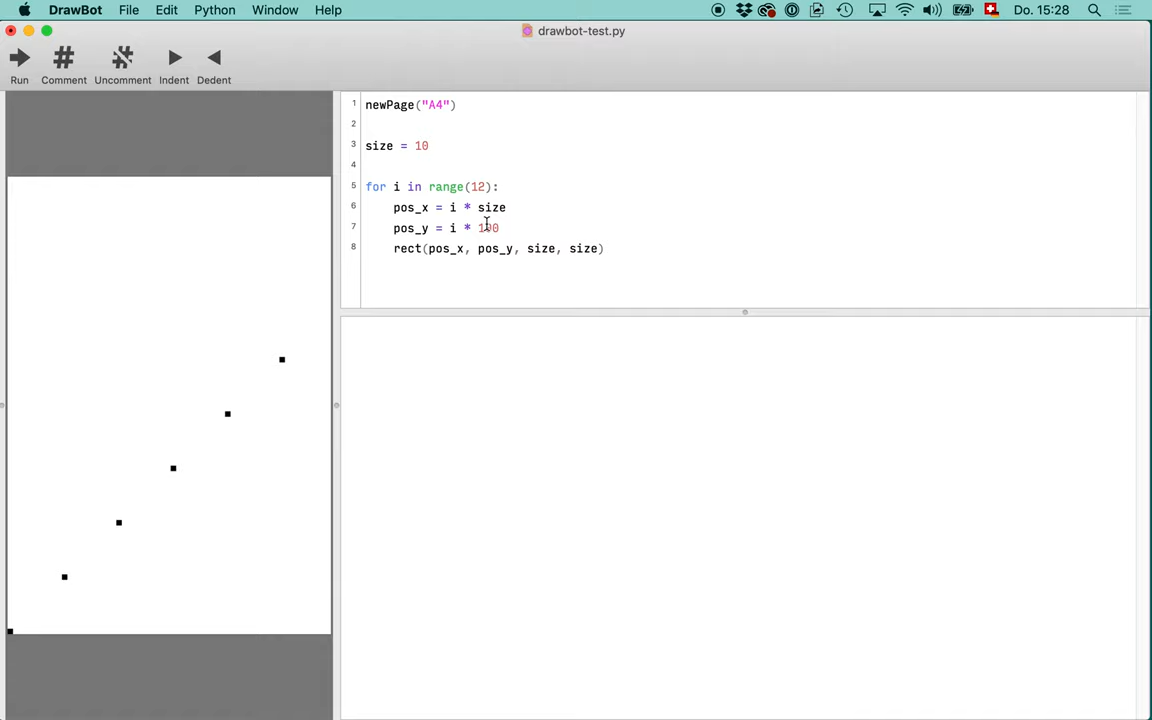 DrawBot File Edit Python Window Help Do. 15:28
drawbot-test.py
Run Comment Uncomment Indent Dedent
1 newPage("A4")
2
3 size = 10
4
5 for i in range(12):
6 pos_x = i * size
7 pos_y = i * 100
8 rect(pos_x, pos_y, size, size)